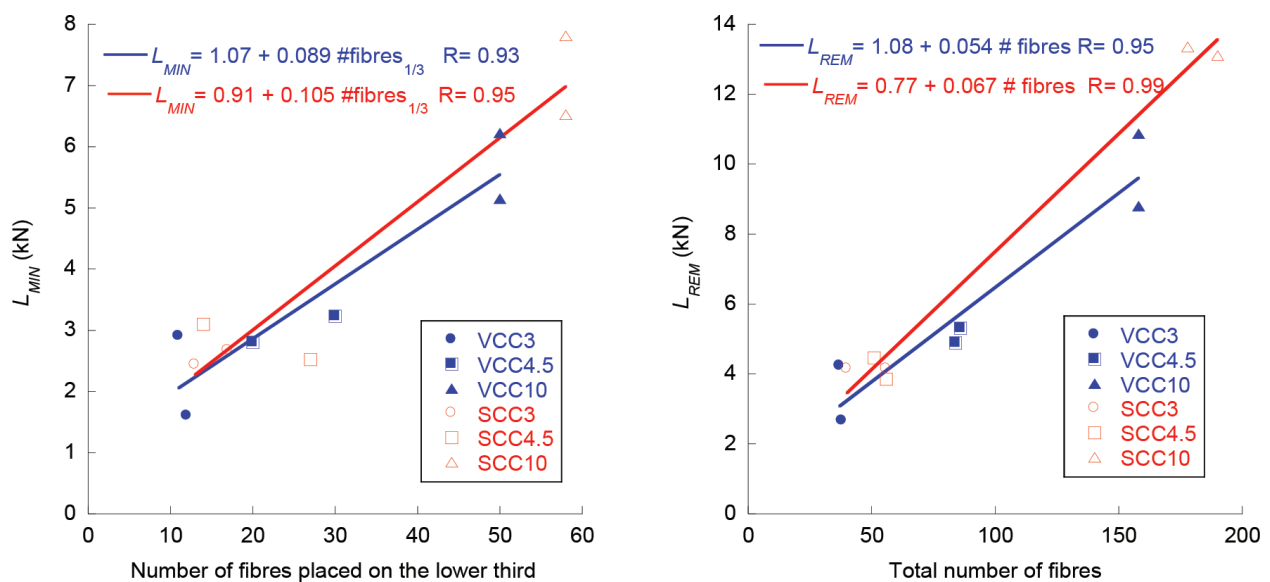 8
7
6
5
4
3
2
1
0
L_MIN (kN)
L_MIN = 1.07 + 0.089 #fibres_1/3 R= 0.93
L_MIN = 0.91 + 0.105 #fibres_1/3 R= 0.95
VCC3
VCC4.5
VCC10
SCC3
SCC4.5
SCC10
0 10 20 30 40 50 60
Number of fibres placed on the lower third
14
12
10
8
6
4
2
0
L_REM (kN)
L_REM = 1.08 + 0.054 # fibres R= 0.95
L_REM = 0.77 + 0.067 # fibres R= 0.99
VCC3
VCC4.5
VCC10
SCC3
SCC4.5
SCC10
0 50 100 150 200
Total number of fibres